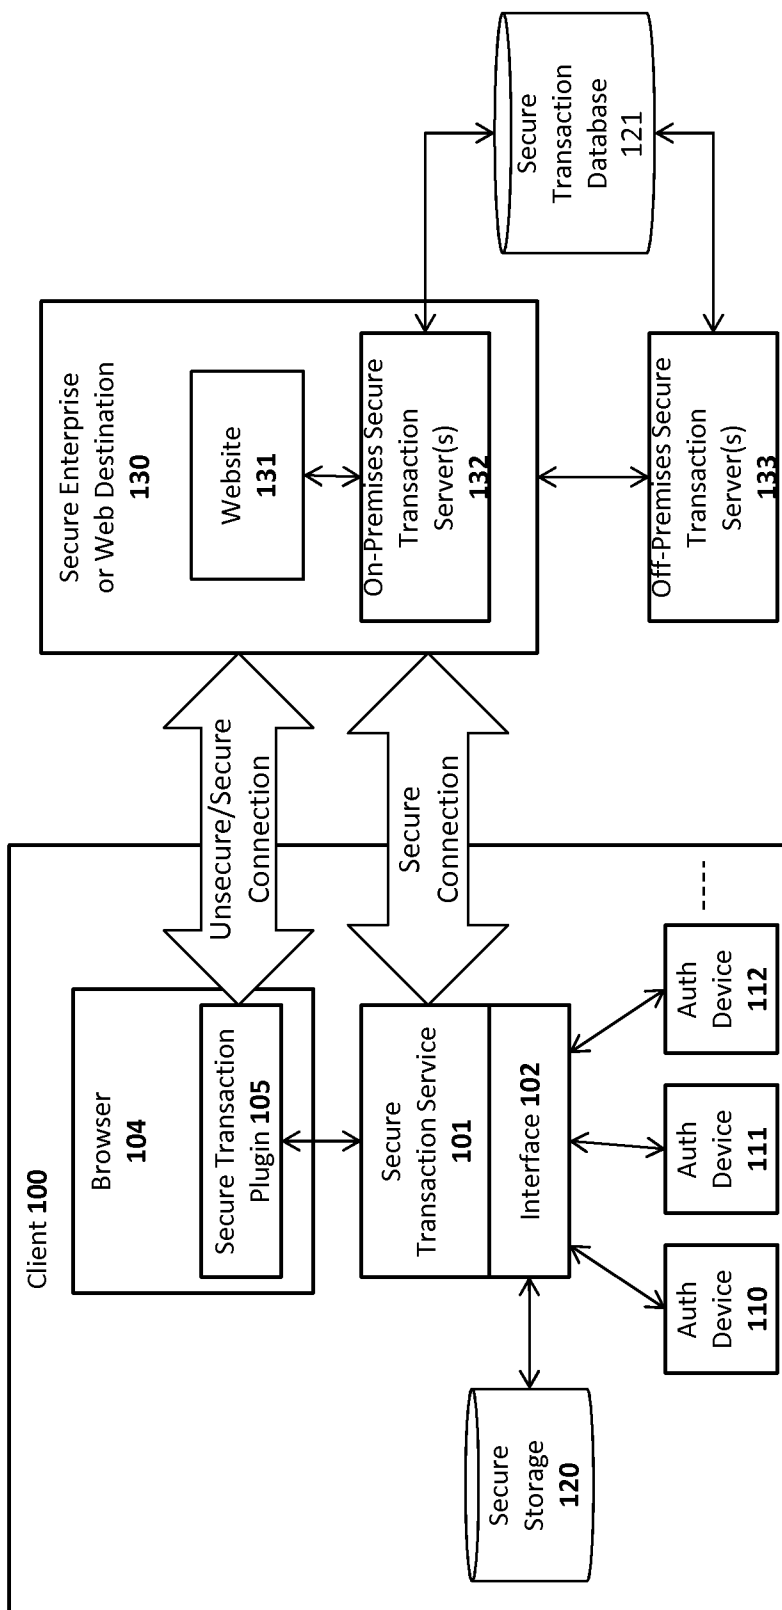 Client 100
Browser
104
Secure Transaction
Plugin 105
Secure
Transaction Service
101
Interface 102
Secure
Storage
120
Auth
Device
110
Auth
Device
111
Auth
Device
112
Unsecure/Secure
Connection
Secure
Connection
Secure Enterprise
or Web Destination
130
Website
131
On-Premises Secure
Transaction
Server(s)
132
Off-Premises Secure
Transaction
Server(s)
133
Secure
Transaction
Database
121